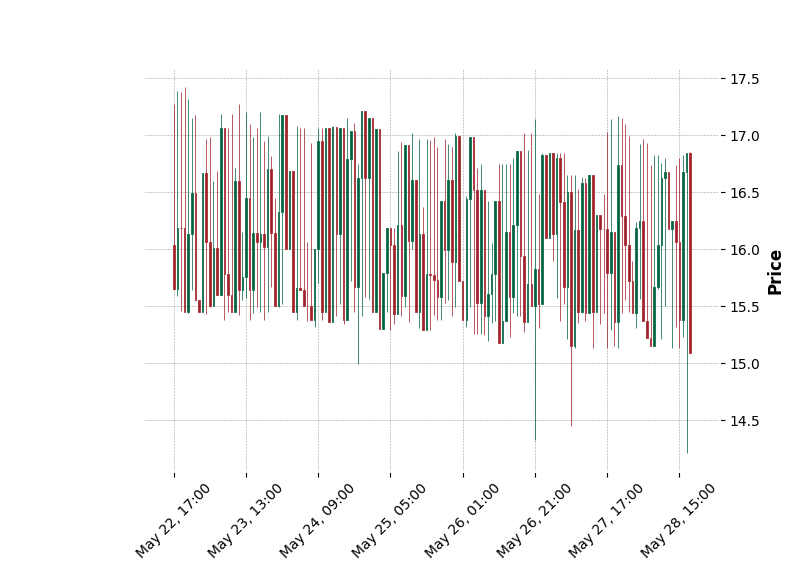 17.5
17.0
16.5
16.0
15.5
15.0
14.5
Price
May 22, 17:00
May 23, 13:00
May 24, 09:00
May 25, 05:00
May 26, 01:00
May 26, 21:00
May 27, 17:00
May 28, 15:00